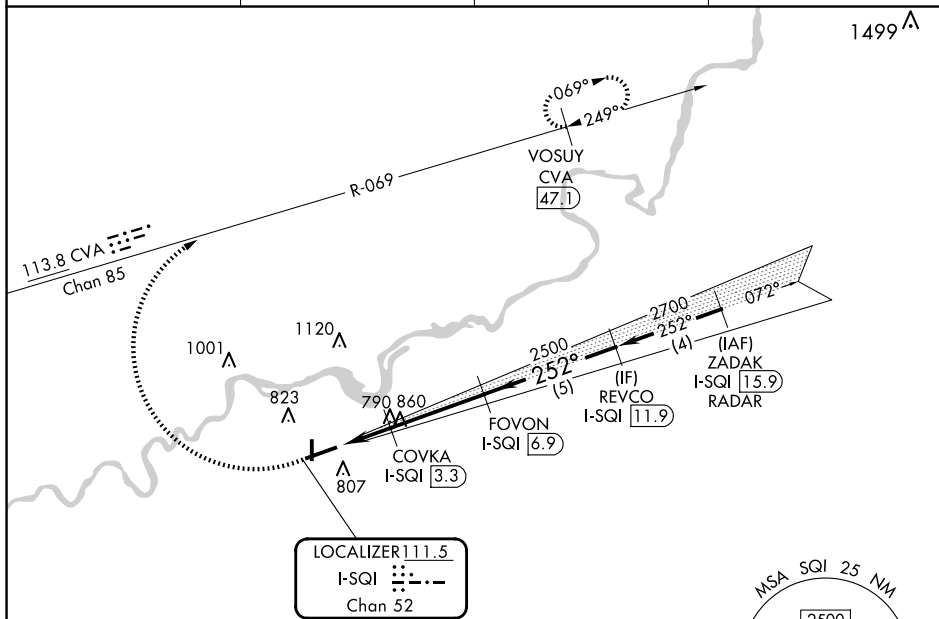 1499
069°
249°
VOSUY
CVA
47.1
R-069
113.8 CVA
Chan 85
2700
072°
252°
(4)
2500
252°
(5)
(IAF)
ZADAK
I-SQI 15.9
RADAR
(IF)
REVCO
I-SQI 11.9
FOVON
I-SQI 6.9
COVKA
I-SQI 3.3
1001
1120
823
790 860
807
LOCALIZER 111.5
I-SQI
Chan 52
MSA SQI 25 NM